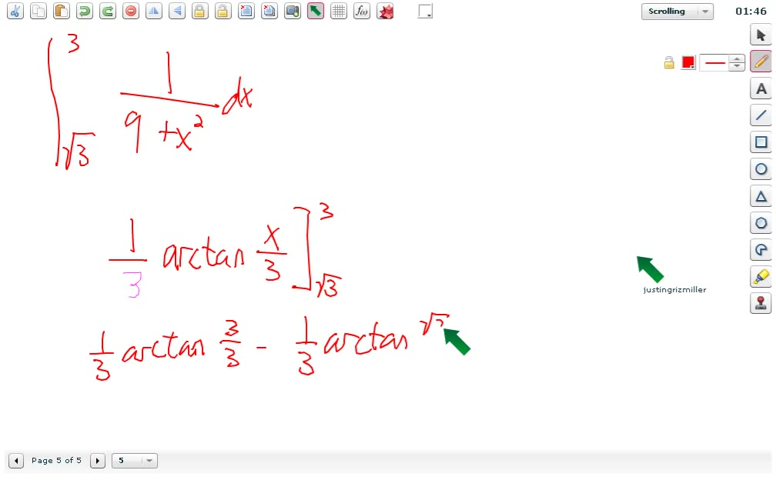 Scrolling
01:46
∫ from √3 to 3 of 1/(9 + x²) dx
1/3 arctan x/3 ] from √3 to 3
justingrizmiller
1/3 arctan 3/3 − 1/3 arctan √3
Page 5 of 5
5